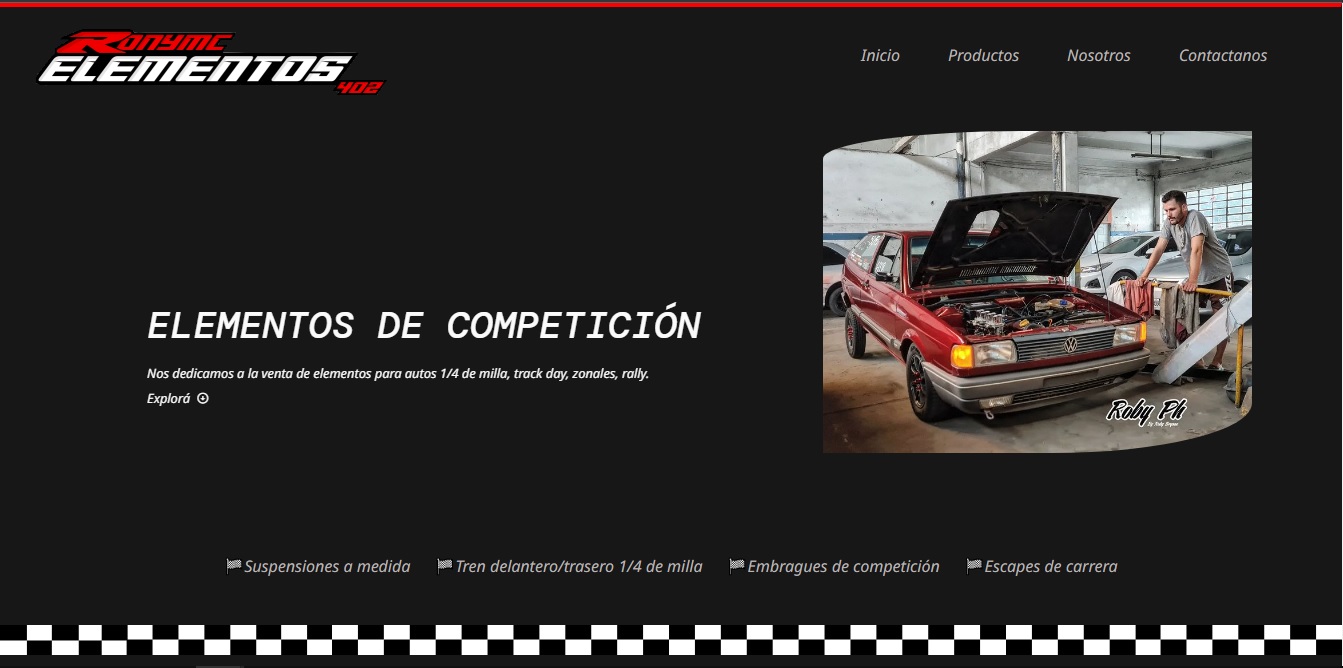 Ronymc
ELEMENTOS
402
Inicio Productos Nosotros Contactanos
ELEMENTOS DE COMPETICIÓN
Nos dedicamos a la venta de elementos para autos 1/4 de milla, track day, zonales, rally.
Explorá
Roby Ph
Suspensiones a medida Tren delantero/trasero 1/4 de milla Embragues de competición Escapes de carrera